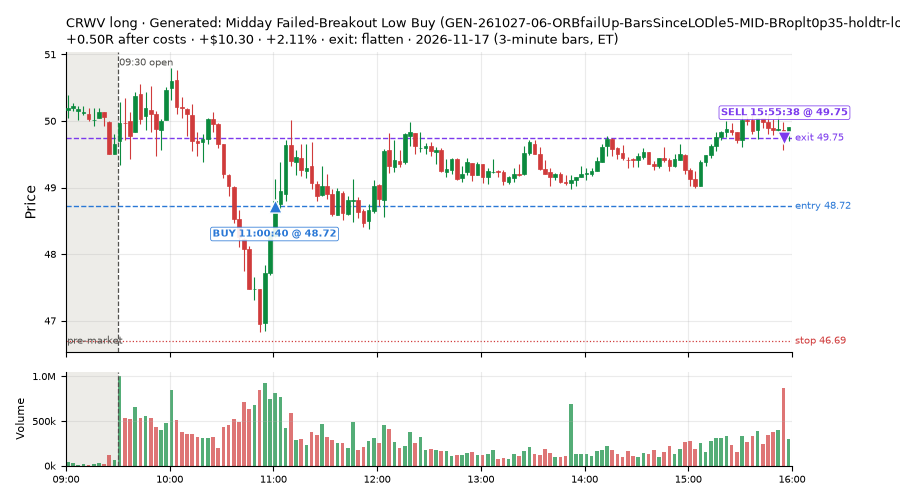 CRWV long · Generated: Midday Failed-Breakout Low Buy (GEN-261027-06-ORBfailUp-BarsSinceLODle5-MID-BRoplt0p35-holdtr-lo
+0.50R after costs · +$10.30 · +2.11% · exit: flatten · 2026-11-17 (3-minute bars, ET)
51
09:30 open
SELL 15:55:38 @ 49.75
50
exit 49.75
Price
49
entry 48.72
BUY 11:00:40 @ 48.72
48
47
pre-market
stop 46.69
1.0M
Volume
500k
0k
09:00 10:00 11:00 12:00 13:00 14:00 15:00 16:00